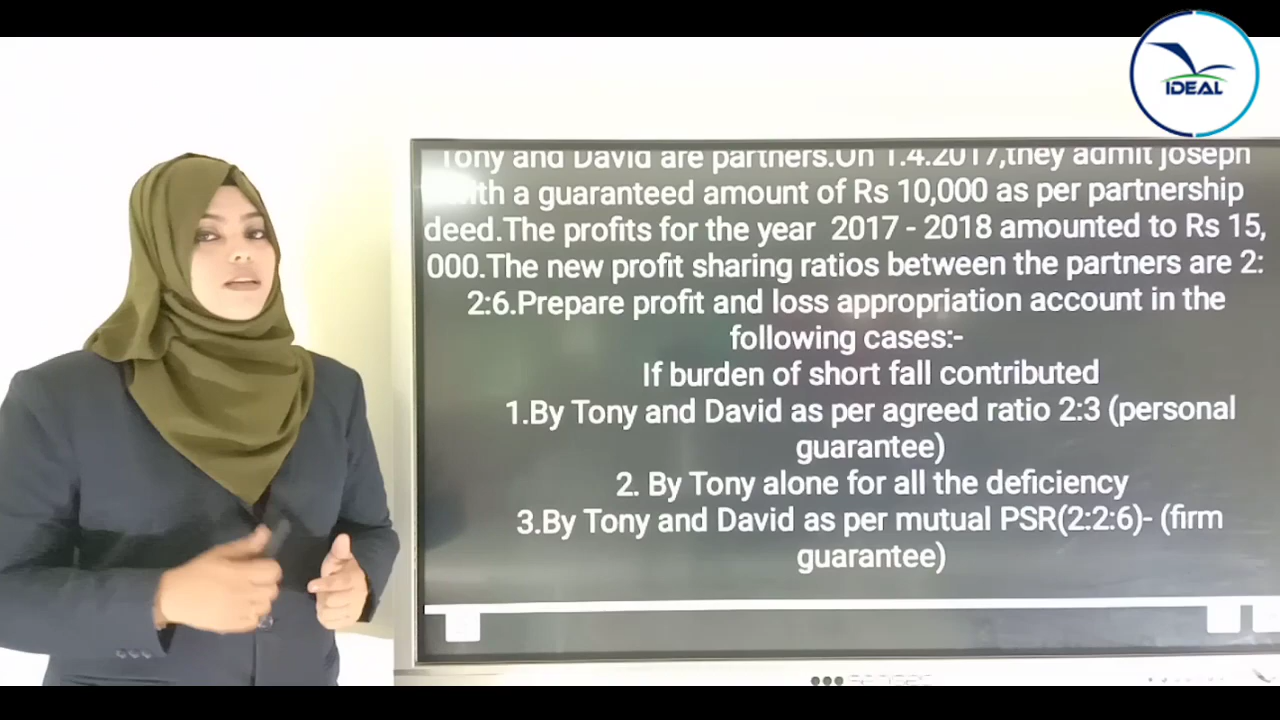 IDEAL
Tony and David are partners.On 1.4.2017,they admit joseph
with a guaranteed amount of Rs 10,000 as per partnership
deed.The profits for the year 2017 - 2018 amounted to Rs 15,
000.The new profit sharing ratios between the partners are 2:
2:6.Prepare profit and loss appropriation account in the
following cases:-
If burden of short fall contributed
1.By Tony and David as per agreed ratio 2:3 (personal
guarantee)
2. By Tony alone for all the deficiency
3.By Tony and David as per mutual PSR(2:2:6)- (firm
guarantee)